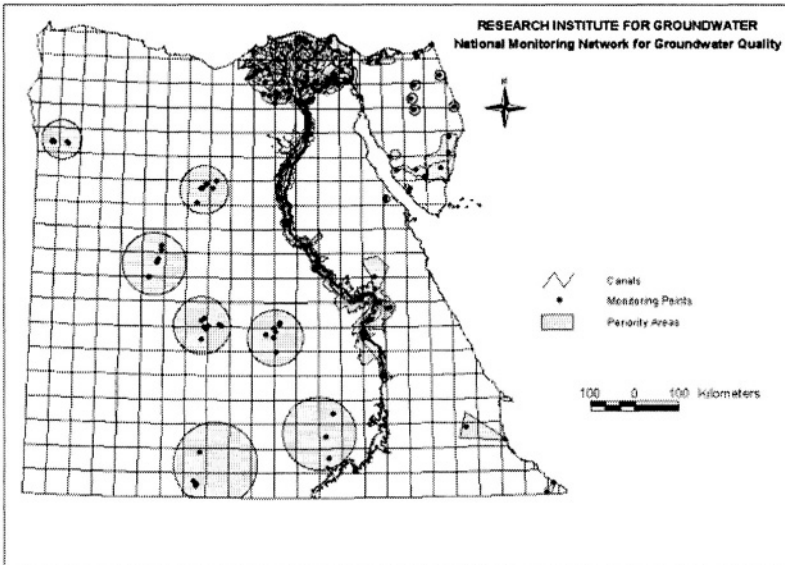 RESEARCH INSTITUTE FOR GROUNDWATER
National Monitoring Network for Groundwater Quality
N
Canals
Monitoring Points
Periority Areas
100 0 100 Kilometers